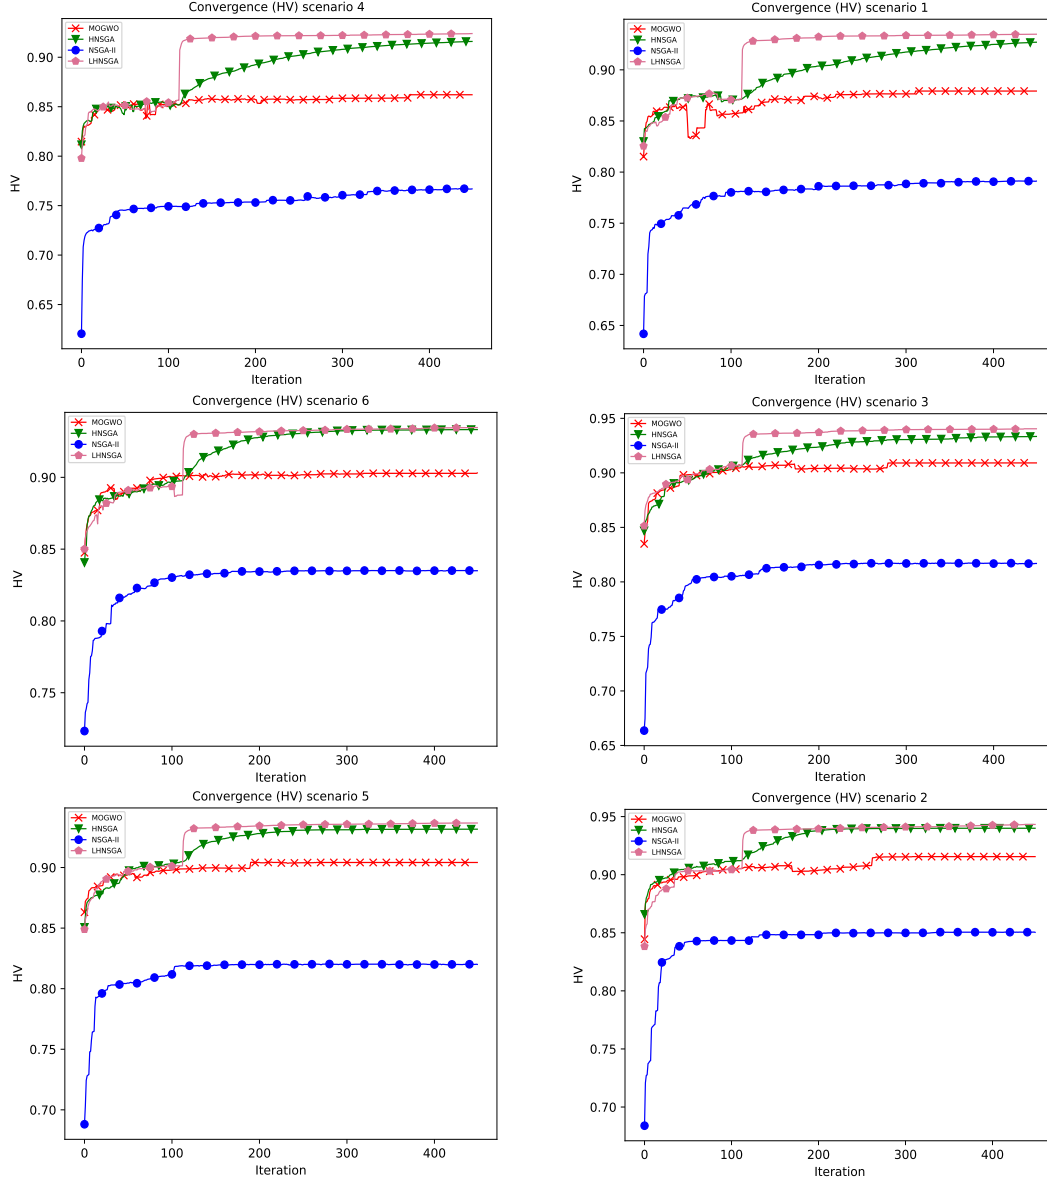 Convergence (HV) scenario 4
MOGWO
HNSGA
NSGA-II
LHNSGA
0.90
0.85
0.80
0.75
0.70
0.65
HV
0 100 200 300 400
Iteration
Convergence (HV) scenario 1
MOGWO
HNSGA
NSGA-II
LHNSGA
0.90
0.85
0.80
0.75
0.70
0.65
HV
0 100 200 300 400
Iteration
Convergence (HV) scenario 6
MOGWO
HNSGA
NSGA-II
LHNSGA
0.90
0.85
0.80
0.75
HV
0 100 200 300 400
Iteration
Convergence (HV) scenario 3
MOGWO
HNSGA
NSGA-II
LHNSGA
0.95
0.90
0.85
0.80
0.75
0.70
0.65
HV
0 100 200 300 400
Iteration
Convergence (HV) scenario 5
MOGWO
HNSGA
NSGA-II
LHNSGA
0.90
0.85
0.80
0.75
0.70
HV
0 100 200 300 400
Iteration
Convergence (HV) scenario 2
MOGWO
HNSGA
NSGA-II
LHNSGA
0.95
0.90
0.85
0.80
0.75
0.70
HV
0 100 200 300 400
Iteration